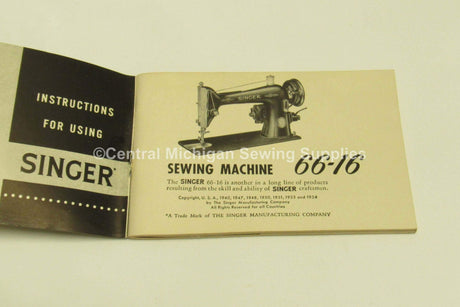 INSTRUCTIONS
FOR USING
SINGER
SINGER
©Central Michigan Sewing Supplies
SEWING MACHINE 66-16
The SINGER 66-16 is another in a long line of products
resulting from the skill and ability of SINGER craftsmen.
Copyright, U. S. A., 1942, 1947, 1948, 1950, 1951, 1953 and 1954
by The Singer Manufacturing Company
All Rights Reserved for all Countries
*A Trade Mark of THE SINGER MANUFACTURING COMPANY